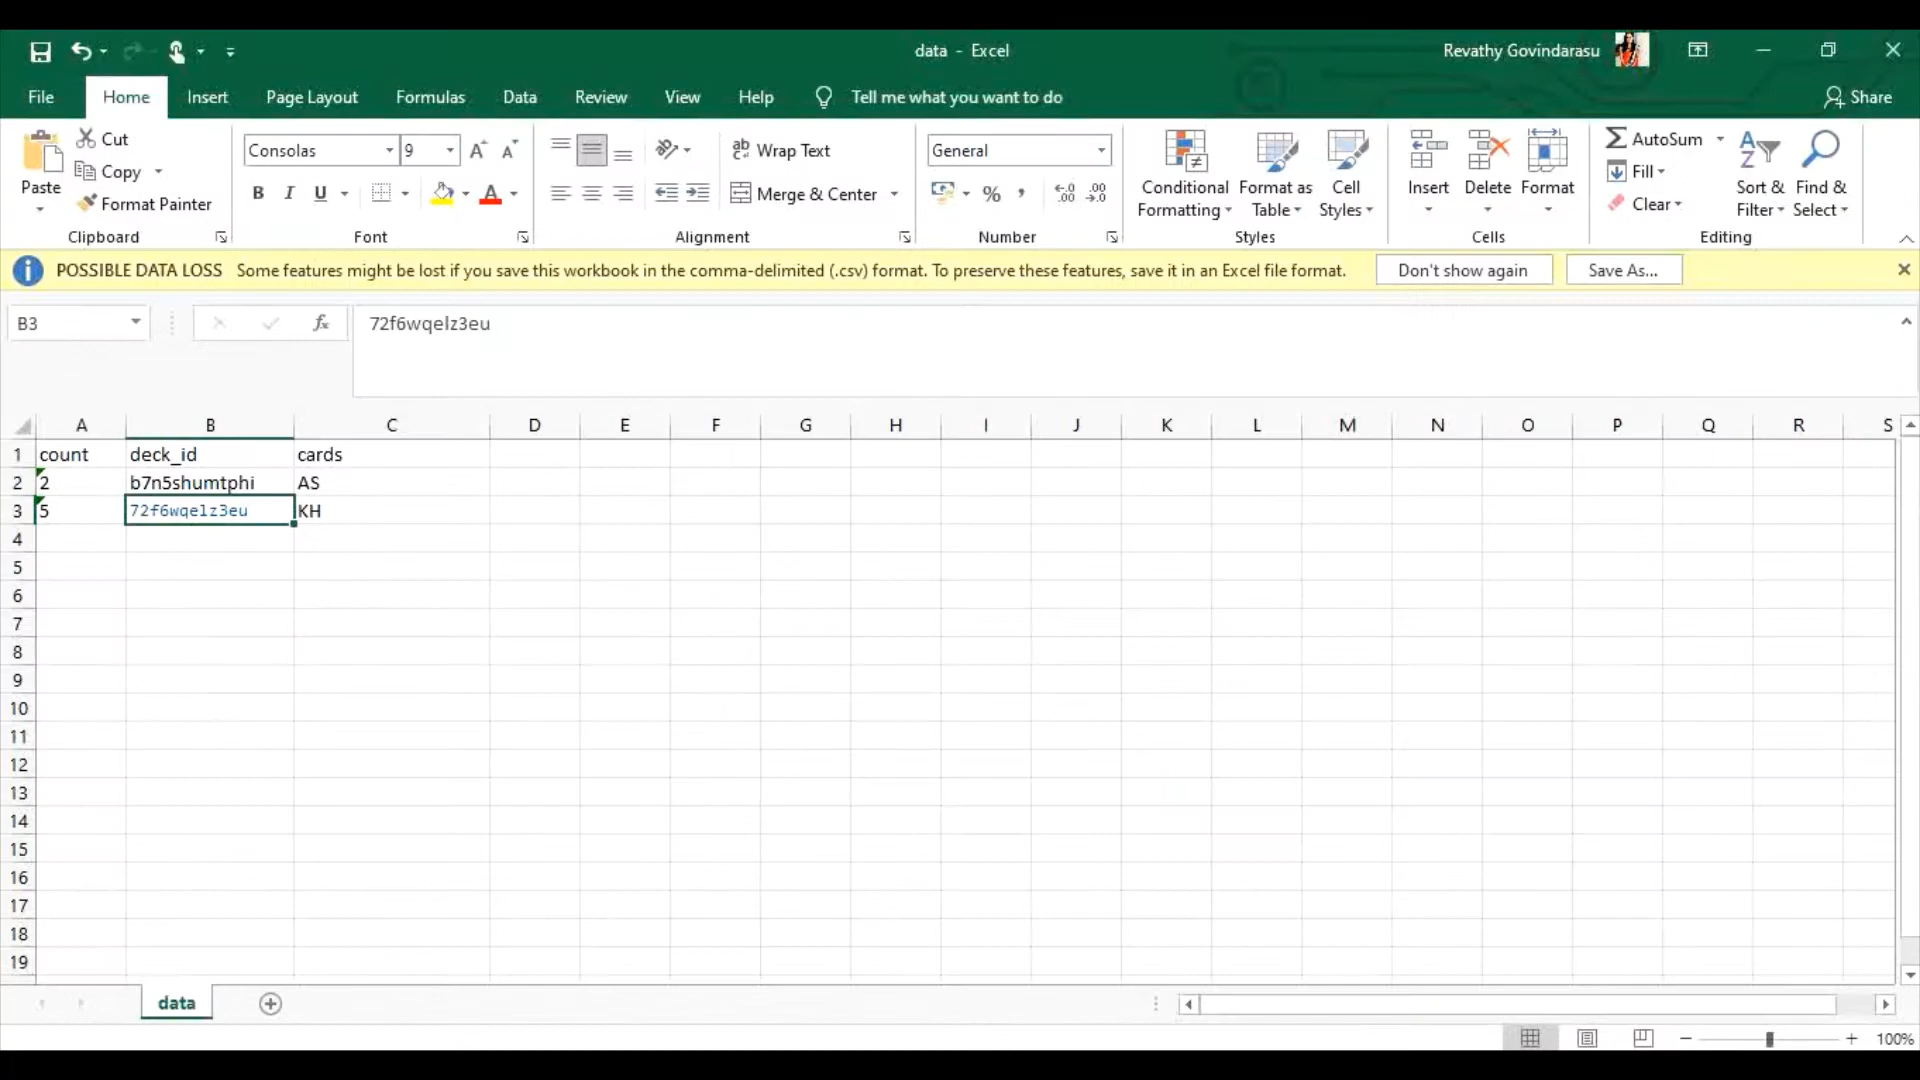 data - Excel
Revathy Govindarasu
File Home Insert Page Layout Formulas Data Review View Help Tell me what you want to do Share
Paste
Cut
Copy
Format Painter
Clipboard
Consolas 9
B I U A
Font
Wrap Text
Merge & Center
Alignment
General
% ,
Number
Conditional Formatting
Format as Table
Cell Styles
Styles
Insert Delete Format
Cells
AutoSum
Fill
Clear
Sort & Filter
Find & Select
Editing
POSSIBLE DATA LOSS Some features might be lost if you save this workbook in the comma-delimited (.csv) format. To preserve these features, save it in an Excel file format. Don't show again Save As...
B3 fx 72f6wqelz3eu
A B C D E F G H I J K L M N O P Q R S
1 count deck_id cards
2 2 b7n5shumtphi AS
3 5 72f6wqelz3eu KH
4
5
6
7
8
9
10
11
12
13
14
15
16
17
18
19
data
100%